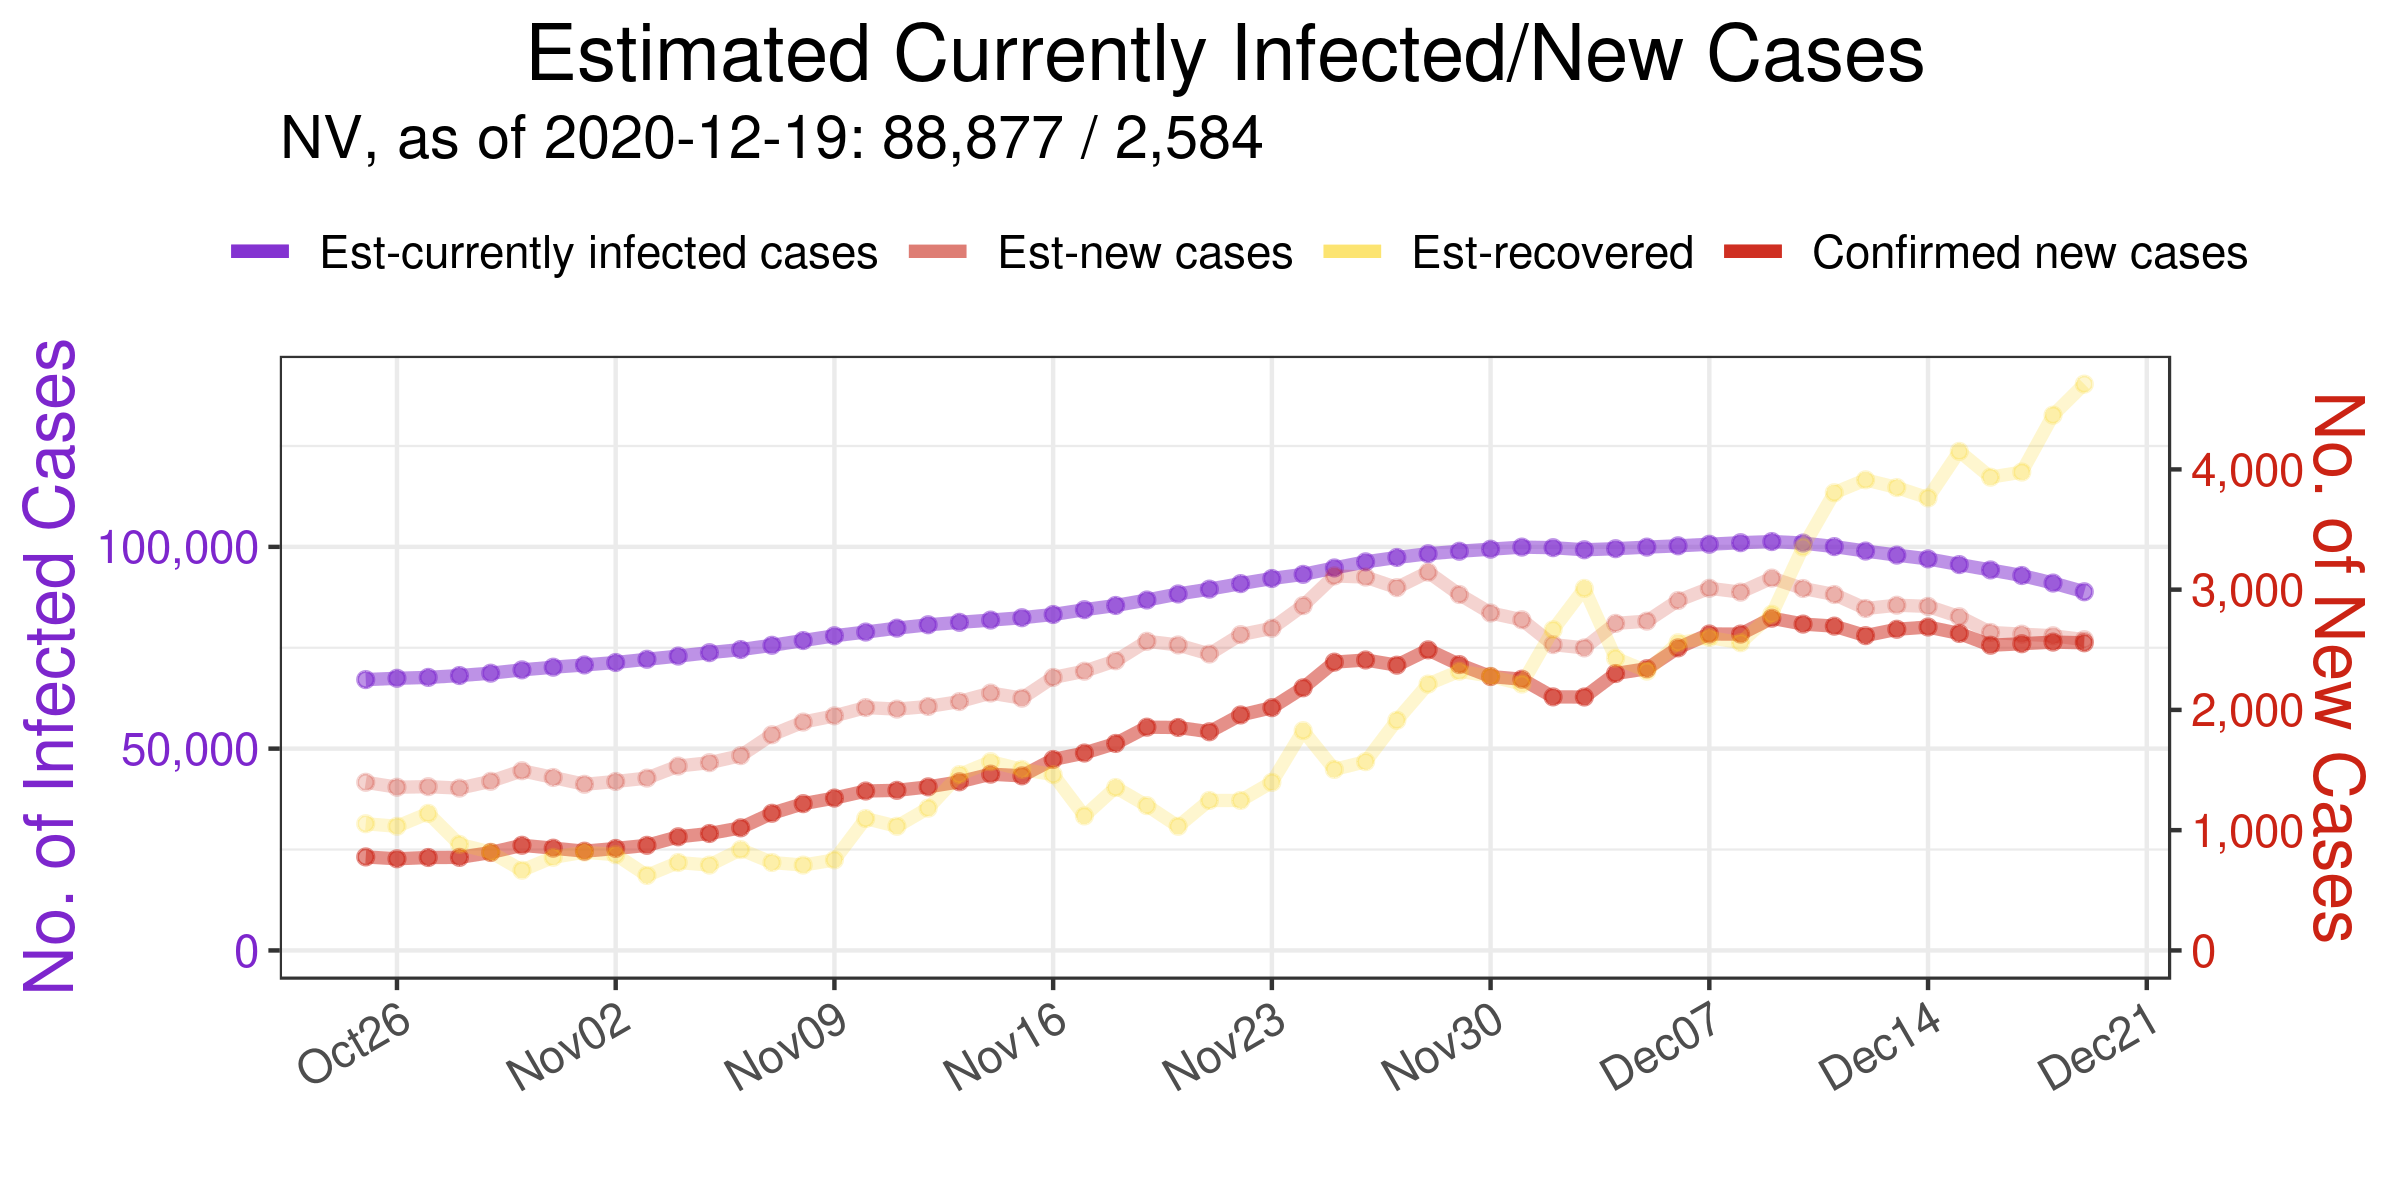 Estimated Currently Infected/New Cases
NV, as of 2020-12-19: 88,877 / 2,584
Est-currently infected cases Est-new cases Est-recovered Confirmed new cases
No. of Infected Cases
100,000
50,000
0
4,000
3,000
2,000
1,000
0
No. of New Cases
Oct26 Nov02 Nov09 Nov16 Nov23 Nov30 Dec07 Dec14 Dec21